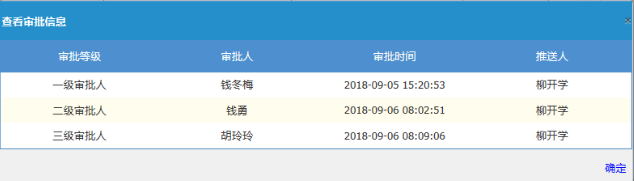 查看审批信息
审批等级 审批人 审批时间 推送人
一级审批人 钱冬梅 2018-09-05 15:20:53 柳开学
二级审批人 钱勇 2018-09-06 08:02:51 柳开学
三级审批人 胡玲玲 2018-09-06 08:09:06 柳开学
确定